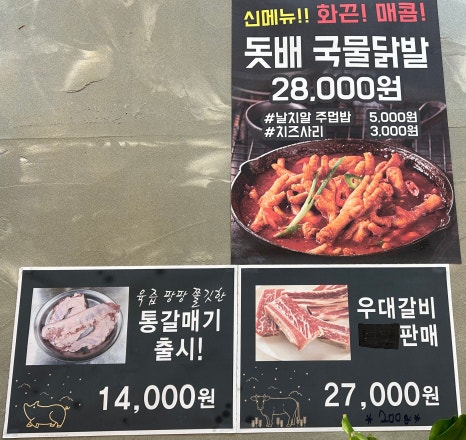 신메뉴!! 화끈! 매콤!
돗배 국물닭발
28,000원
#날치알 주먹밥 5,000원
#치즈사리 3,000원
육즙 팡팡 쫄깃한
통갈매기
출시!
14,000원
우대갈비
판매
27,000원
* 200g *